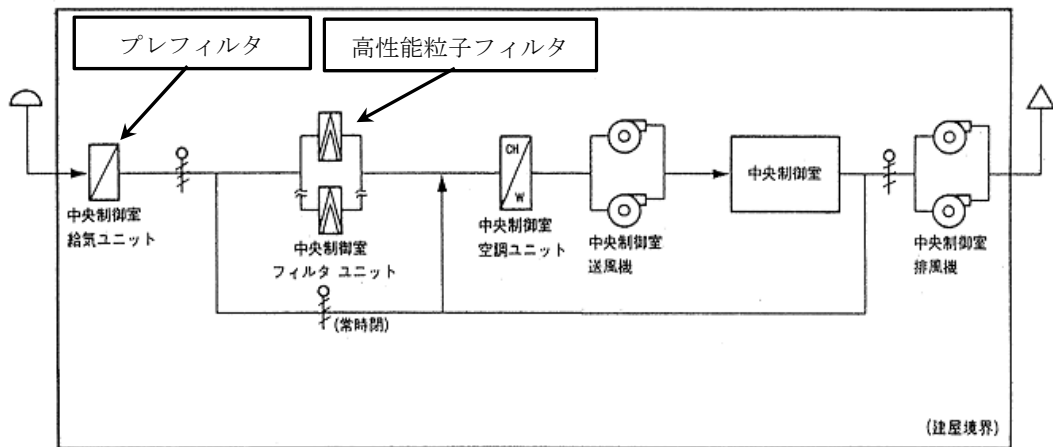 プレフィルタ
高性能粒子フィルタ
中央制御室
給気ユニット
中央制御室
フィルタ ユニット
(常時閉)
CH
W
中央制御室
空調ユニット
中央制御室
送風機
中央制御室
中央制御室
排風機
(建屋境界)